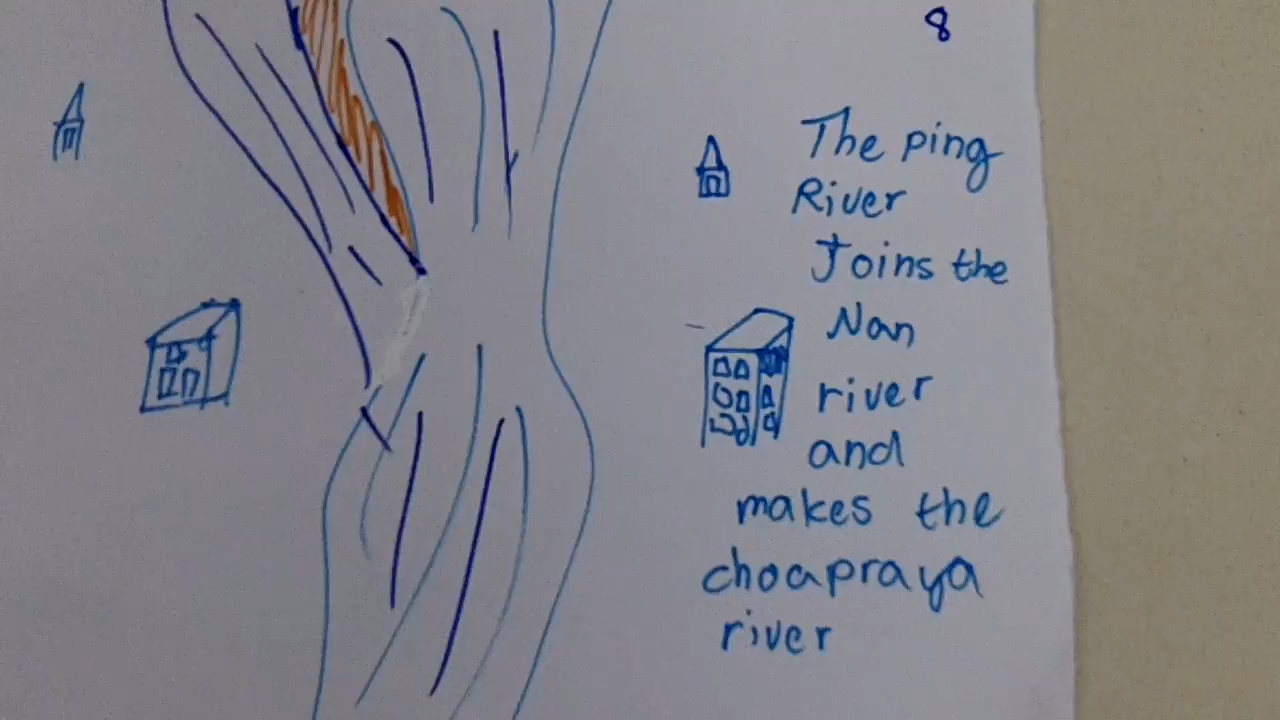 8
The ping
River
Joins the
Nan
river
and
makes the
choapraya
river